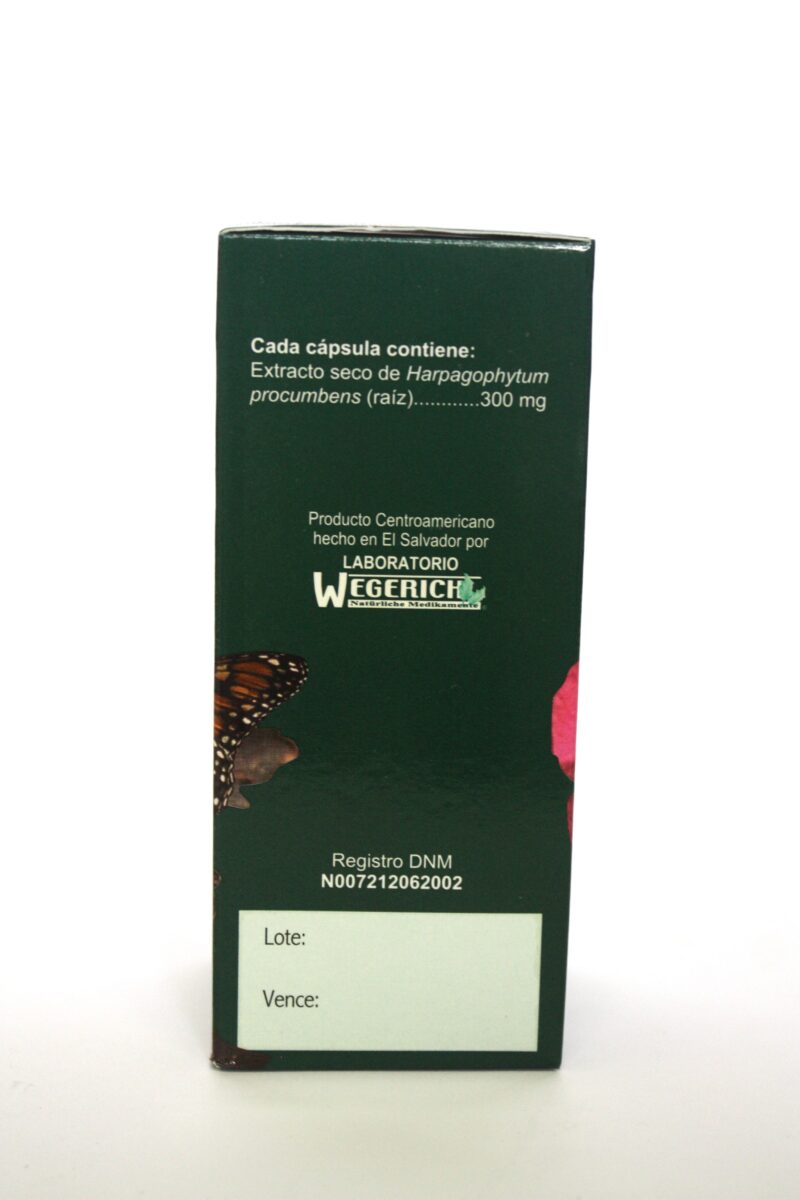 Cada cápsula contiene:
Extracto seco de Harpagophytum
procumbens (raíz)............300 mg
Producto Centroamericano
hecho en El Salvador por
LABORATORIO
WEGERICH
Natürliche Medikamente
Registro DNM
N007212062002
Lote:
Vence: